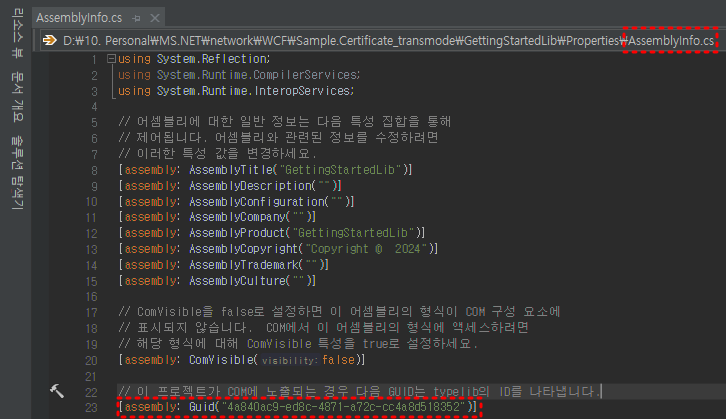 AssemblyInfo.cs
D:₩10. Personal₩MS.NET₩network₩WCF₩Sample.Certificate_transmode₩GettingStartedLib₩Properties₩AssemblyInfo.cs
리소스 뷰 문서 개요 솔루션 탐색기
1 using System.Reflection;
2 using System.Runtime.CompilerServices;
3 using System.Runtime.InteropServices;
4
5 // 어셈블리에 대한 일반 정보는 다음 특성 집합을 통해
6 // 제어됩니다. 어셈블리와 관련된 정보를 수정하려면
7 // 이러한 특성 값을 변경하세요.
8 [assembly: AssemblyTitle("GettingStartedLib")]
9 [assembly: AssemblyDescription("")]
10 [assembly: AssemblyConfiguration("")]
11 [assembly: AssemblyCompany("")]
12 [assembly: AssemblyProduct("GettingStartedLib")]
13 [assembly: AssemblyCopyright("Copyright ©  2024")]
14 [assembly: AssemblyTrademark("")]
15 [assembly: AssemblyCulture("")]
16
17 // ComVisible을 false로 설정하면 이 어셈블리의 형식이 COM 구성 요소에
18 // 표시되지 않습니다.  COM에서 이 어셈블리의 형식에 액세스하려면
19 // 해당 형식에 대해 ComVisible 특성을 true로 설정하세요.
20 [assembly: ComVisible(visibility: false)]
21
22 // 이 프로젝트가 COM에 노출되는 경우 다음 GUID는 typelib의 ID를 나타냅니다.
23 [assembly: Guid("4a840ac9-ed8c-4871-a72c-cc4a8d518352")]